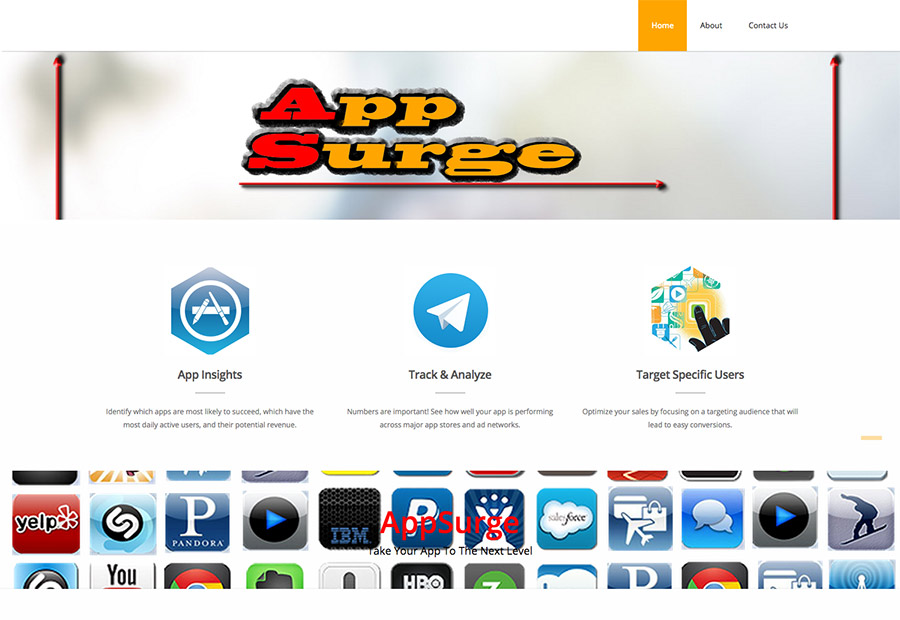 Home About Contact Us
App
Surge
App Insights
Identify which apps are most likely to succeed, which have the
most daily active users, and their potential revenue.
Track & Analyze
Numbers are important! See how well your app is performing
across major app stores and ad networks.
Target Specific Users
Optimize your sales by focusing on a targeting audience that will
lead to easy conversions.
yelp
P
PANDORA
IBM
P
salesforce
AppSurge
Take Your App To The Next Level
You
HBO
P